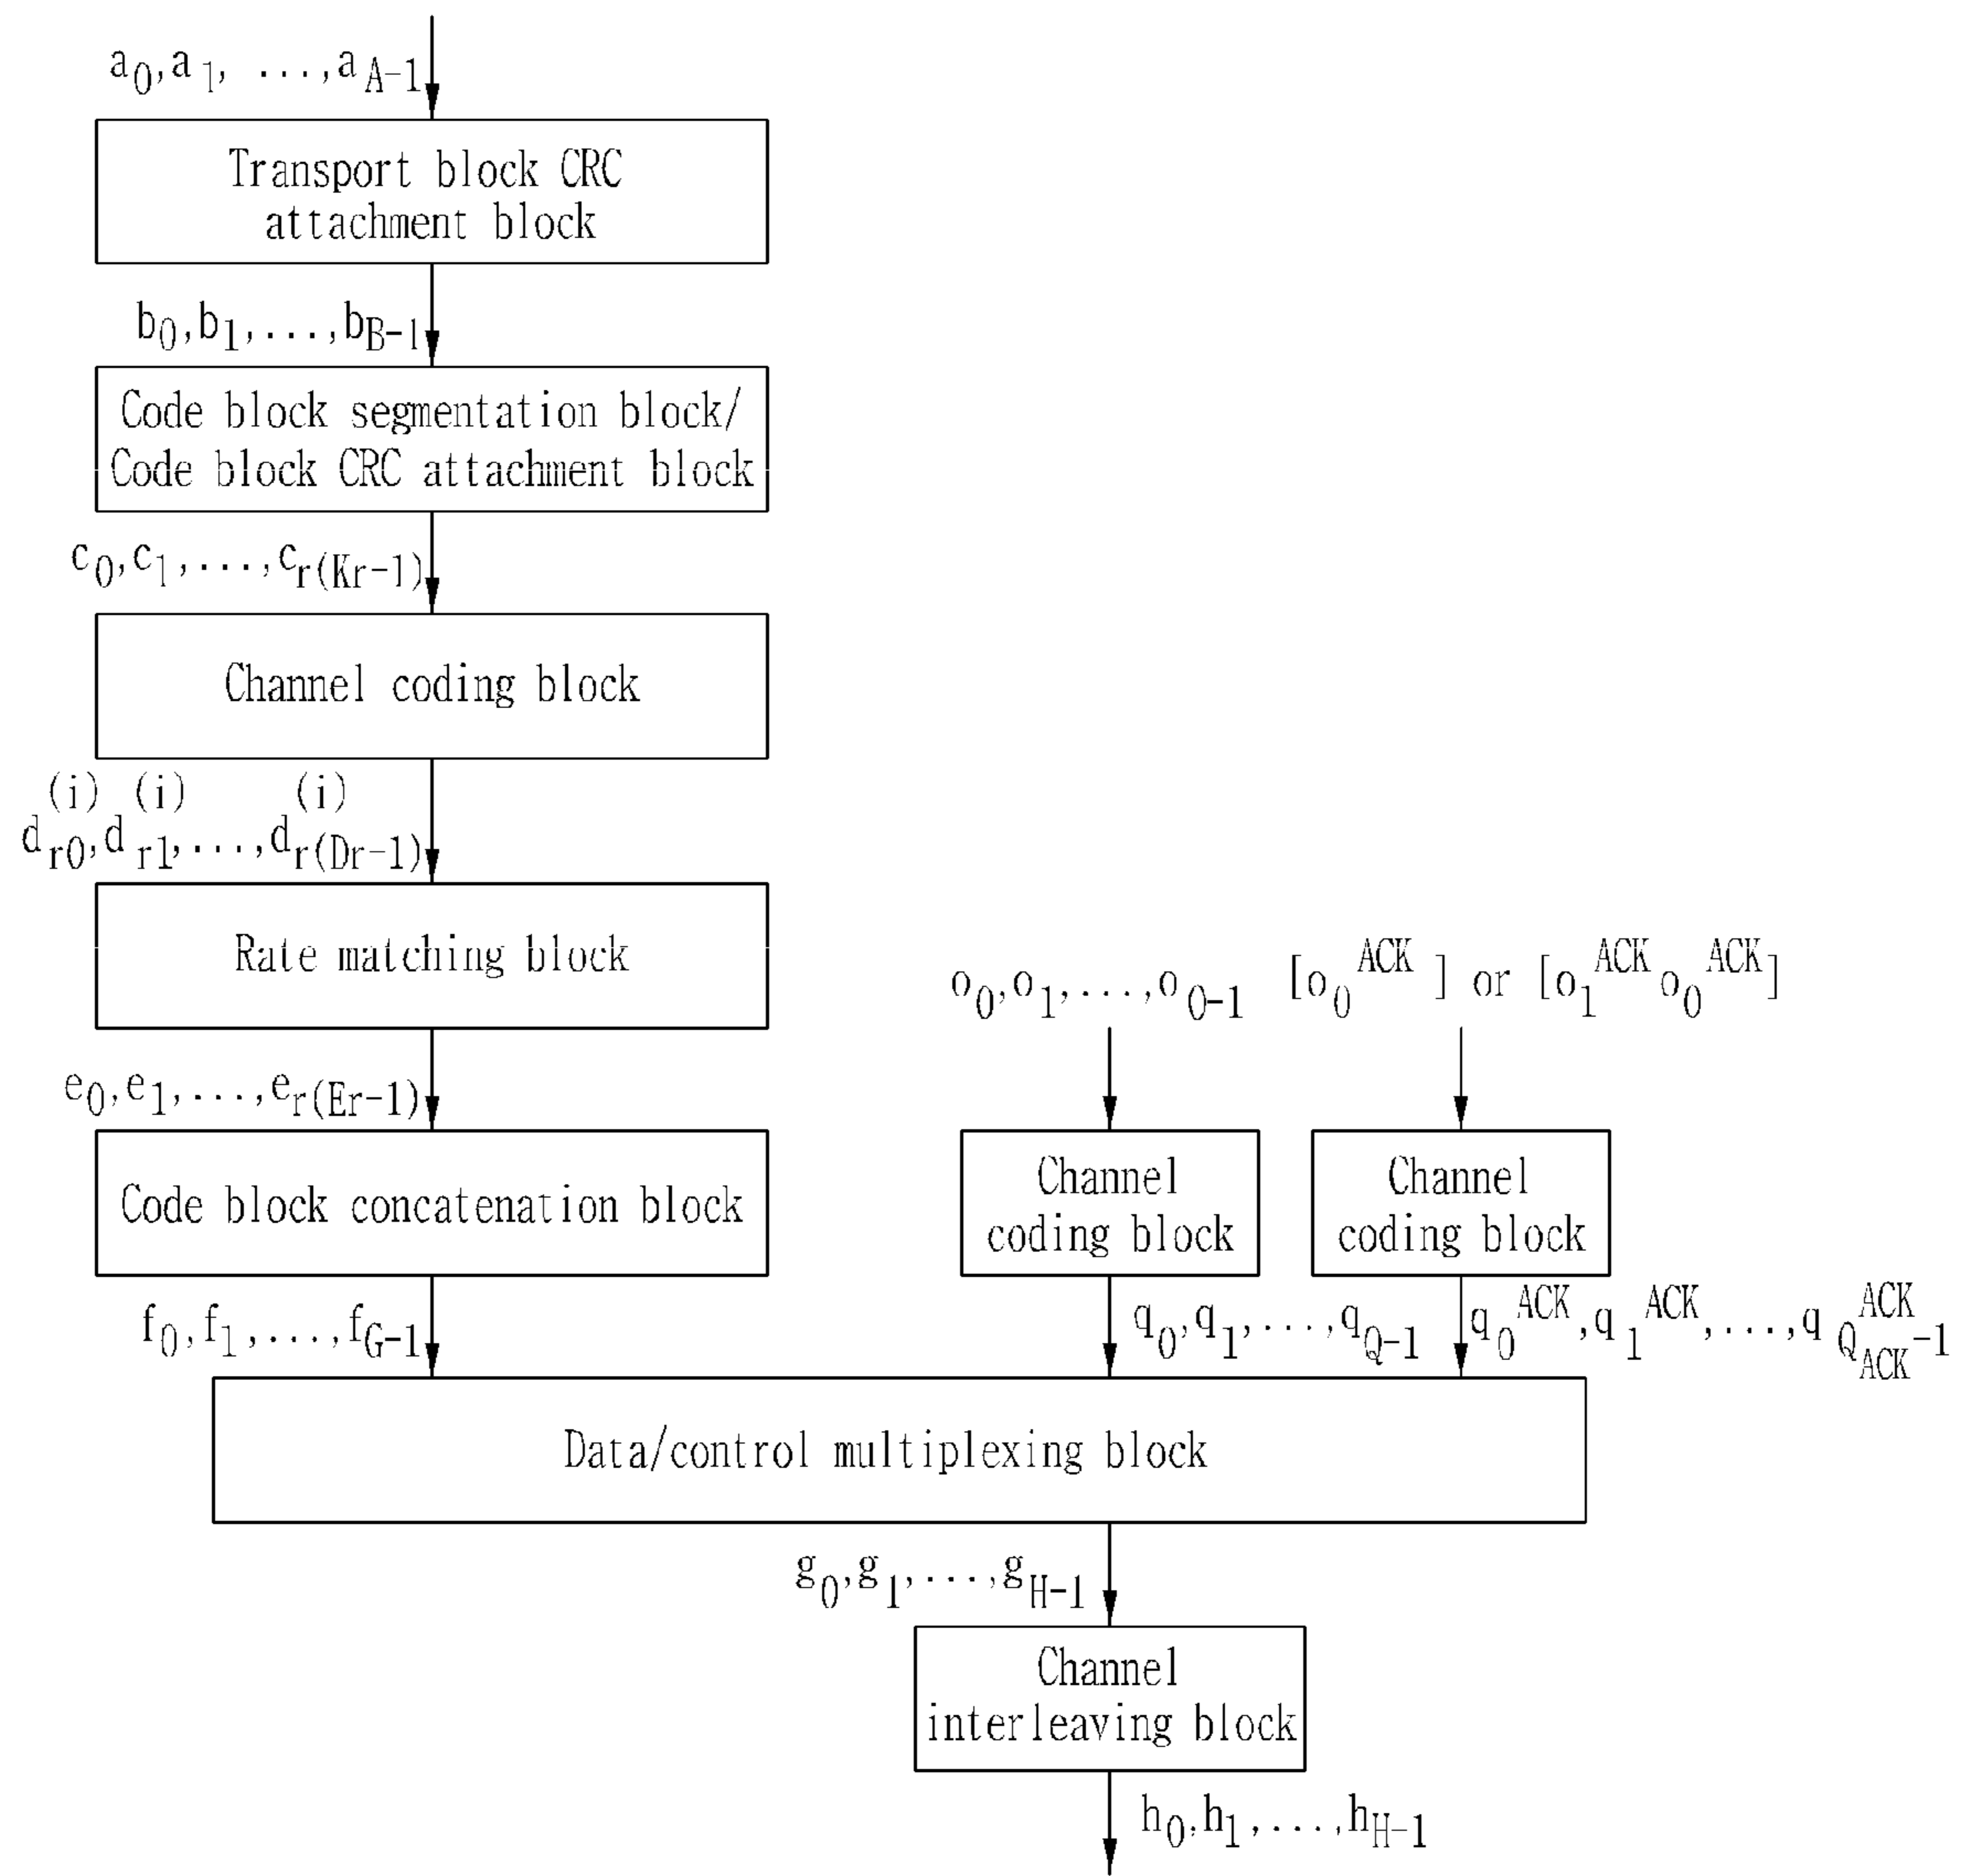 a0,a1, ...,aA-1
Transport block CRC
attachment block
b0,b1,...,bB-1
Code block segmentation block/
Code block CRC attachment block
c0,c1,...,cr(Kr-1)
Channel coding block
(i) (i) (i)
dr0,dr1,...,dr(Dr-1)
Rate matching block
o0,o1,...,oO-1 [o0ACK ] or [o1ACK o0ACK]
e0,e1,...,er(Er-1)
Code block concatenation block
Channel
coding block
Channel
coding block
f0,f1,...,fG-1
q0,q1,...,qQ-1
q0ACK,q1ACK,...,qQACK-1ACK
Data/control multiplexing block
g0,g1,...,gH-1
Channel
interleaving block
h0,h1,...,hH-1